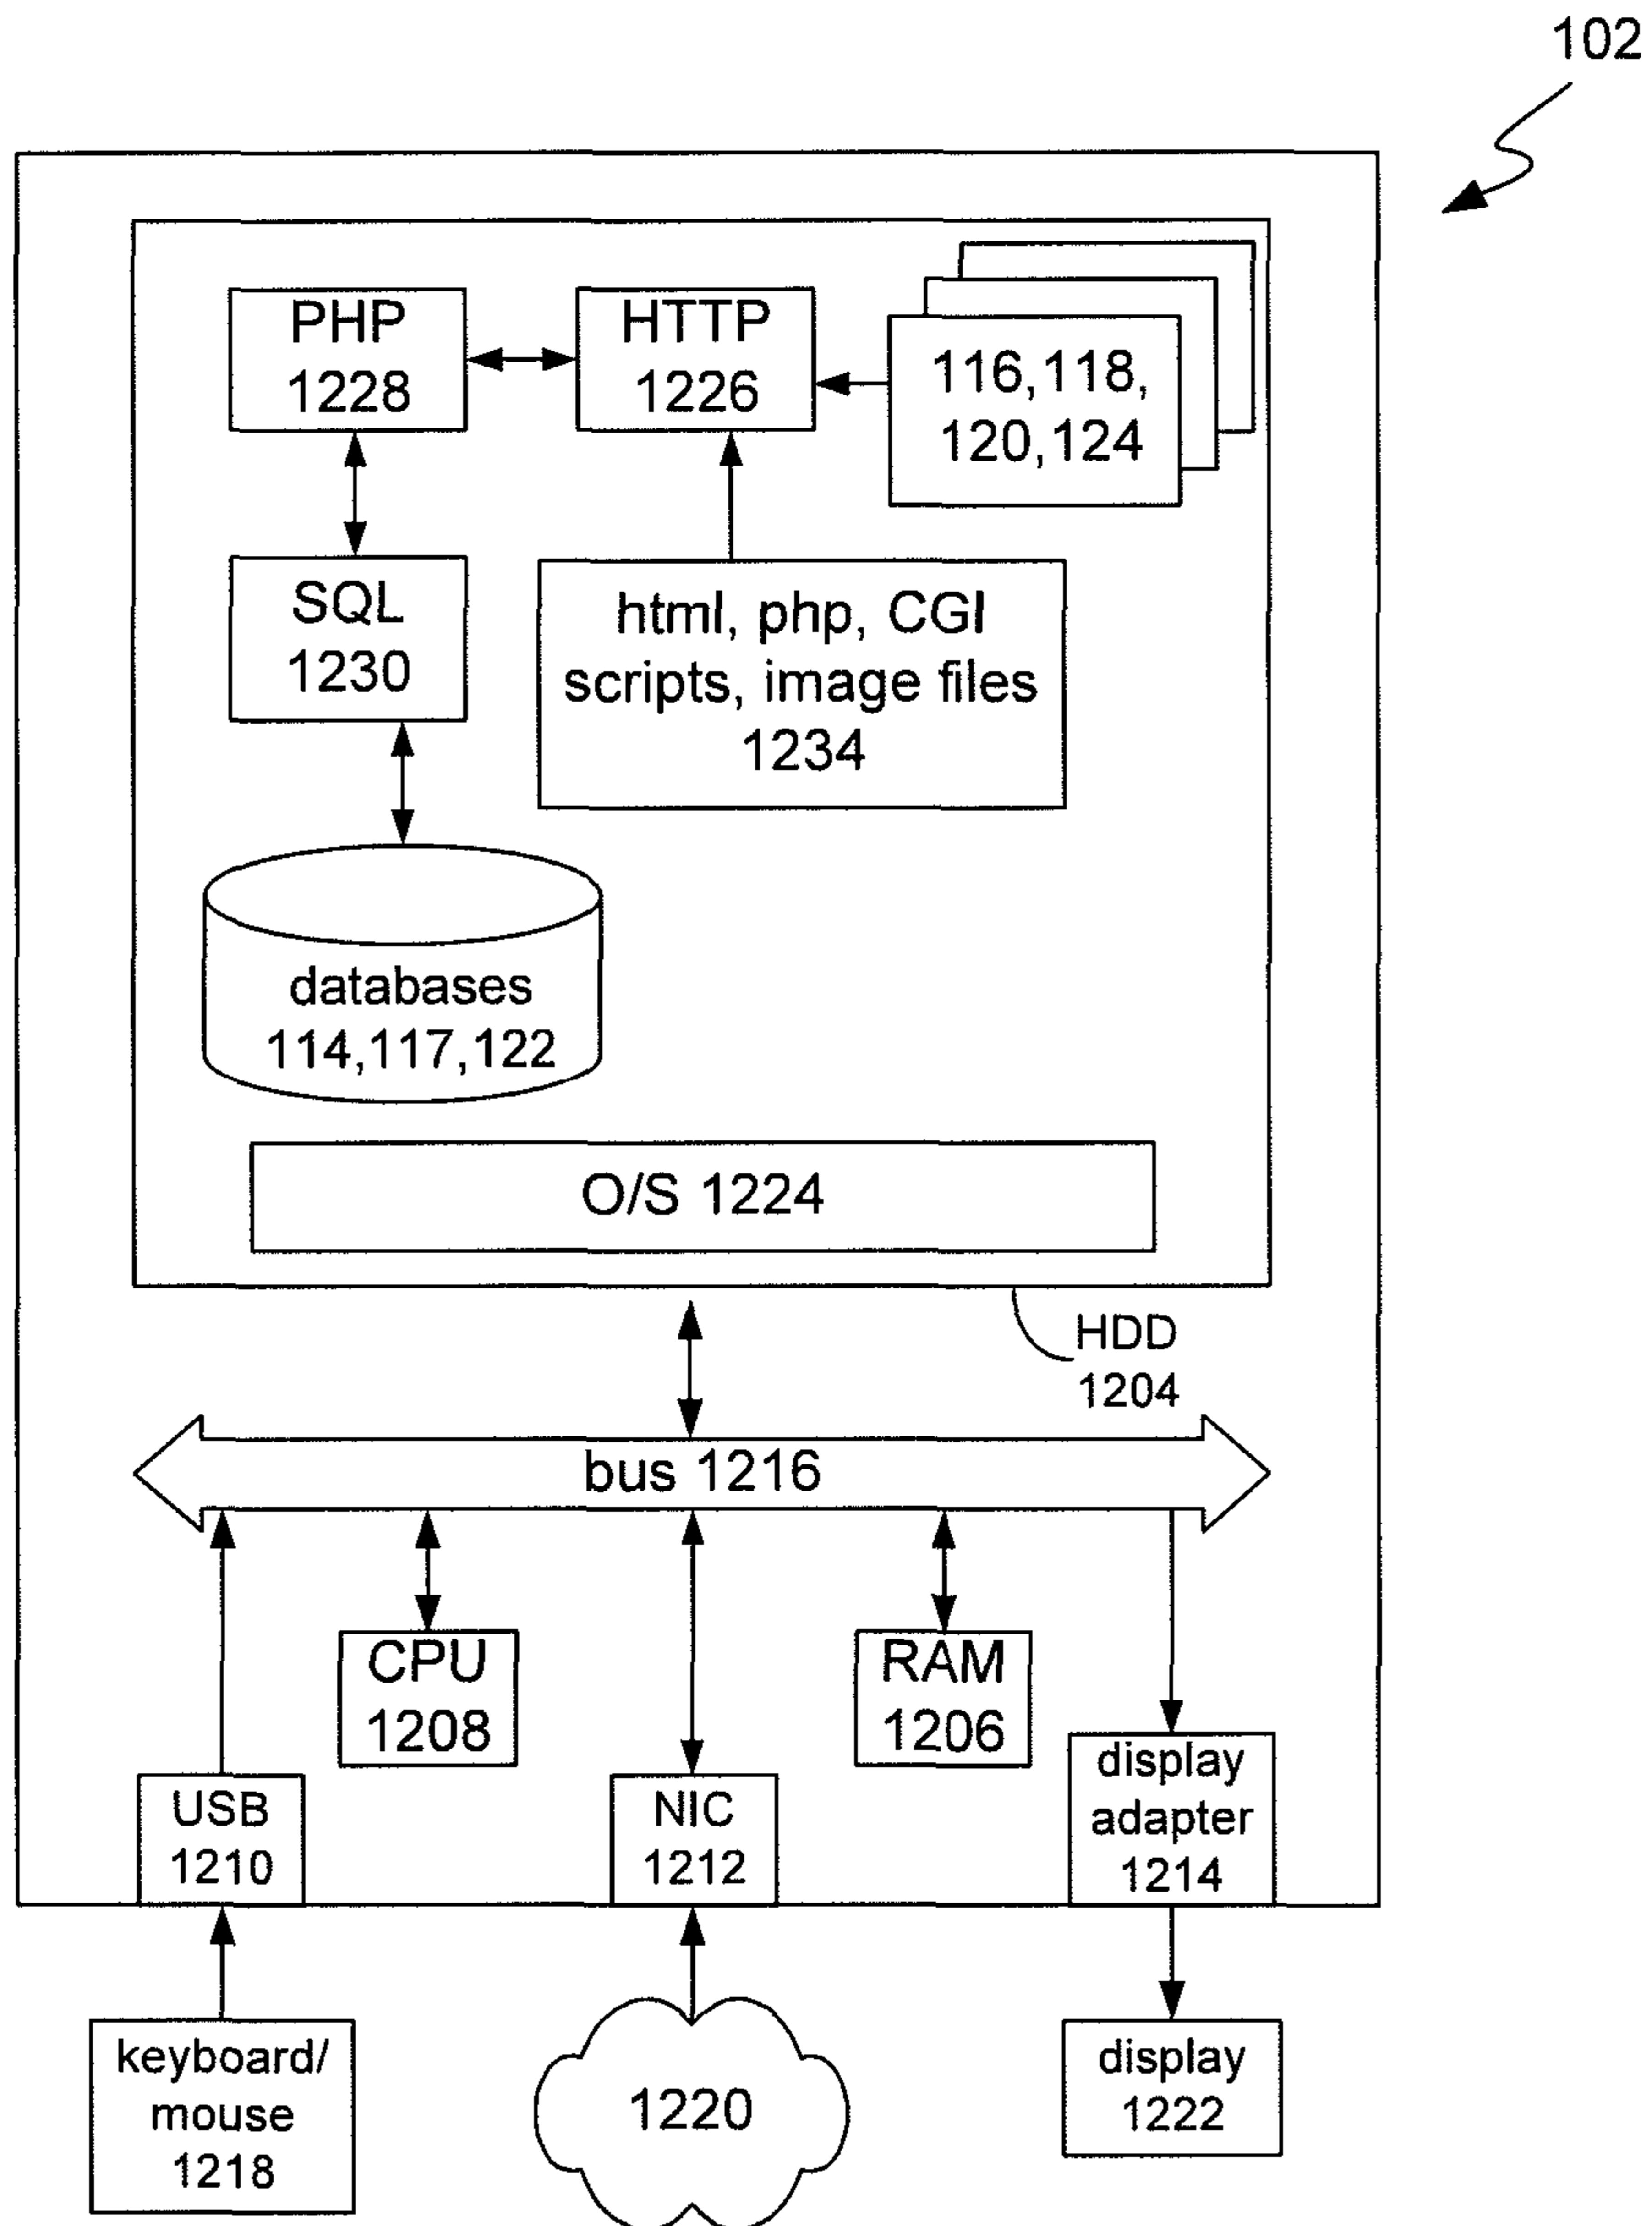 102
PHP
1228
HTTP
1226
116,118,
120,124
SQL
1230
html, php, CGI
scripts, image files
1234
databases
114,117,122
O/S 1224
HDD
1204
bus 1216
CPU
1208
RAM
1206
USB
1210
NIC
1212
display
adapter
1214
keyboard/
mouse
1218
1220
display
1222